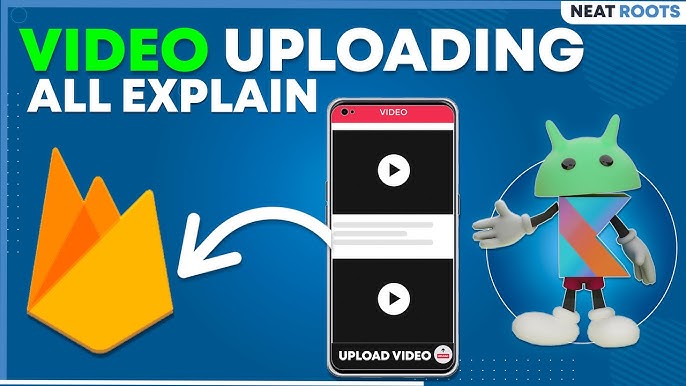 NEAT ROOTS
VIDEO UPLOADING
ALL EXPLAIN
VIDEO
UPLOAD VIDEO